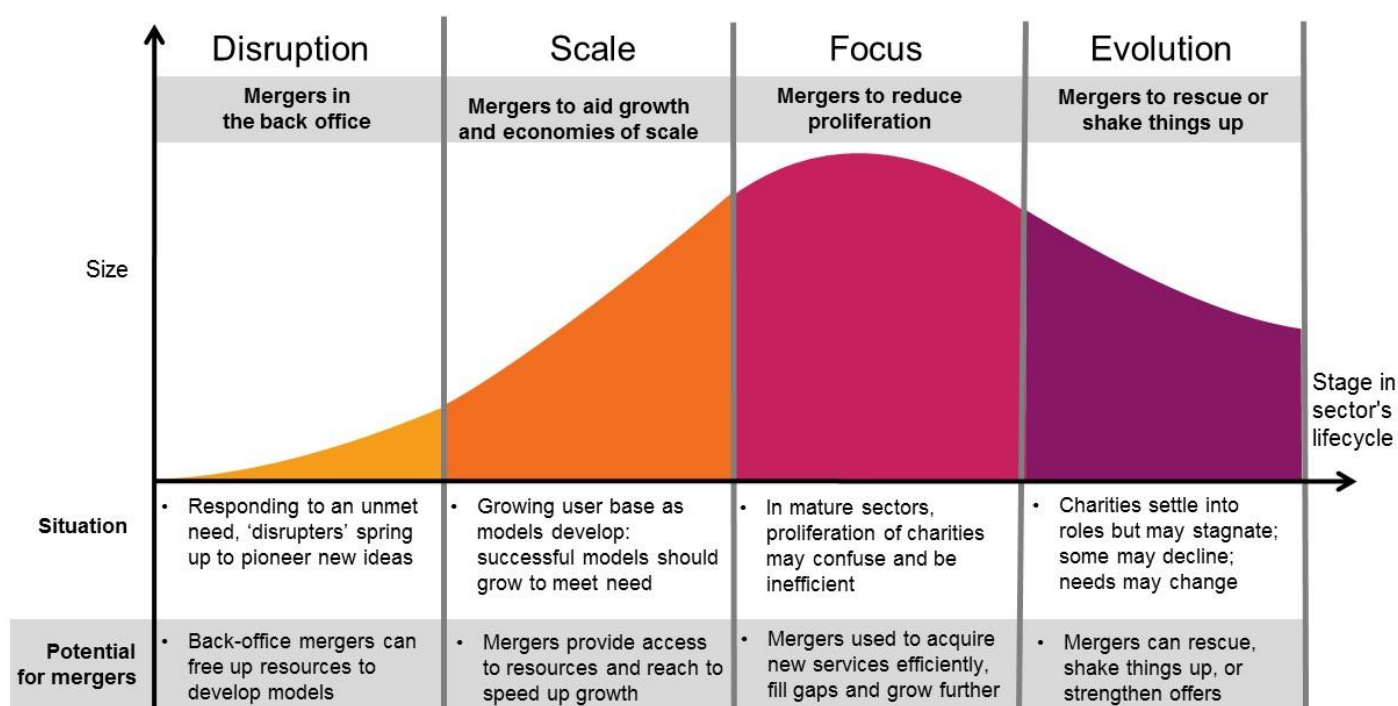 Disruption
Scale
Focus
Evolution
Mergers in
the back office
Mergers to aid growth
and economies of scale
Mergers to reduce
proliferation
Mergers to rescue or
shake things up
Size
Stage in
sector's
lifecycle
Situation
• Responding to an unmet
need, ‘disrupters’ spring
up to pioneer new ideas
• Growing user base as
models develop:
successful models should
grow to meet need
• In mature sectors,
proliferation of charities
may confuse and be
inefficient
• Charities settle into
roles but may stagnate;
some may decline;
needs may change
Potential
for mergers
• Back-office mergers can
free up resources to
develop models
• Mergers provide access
to resources and reach to
speed up growth
• Mergers used to acquire
new services efficiently,
fill gaps and grow further
• Mergers can rescue,
shake things up, or
strengthen offers